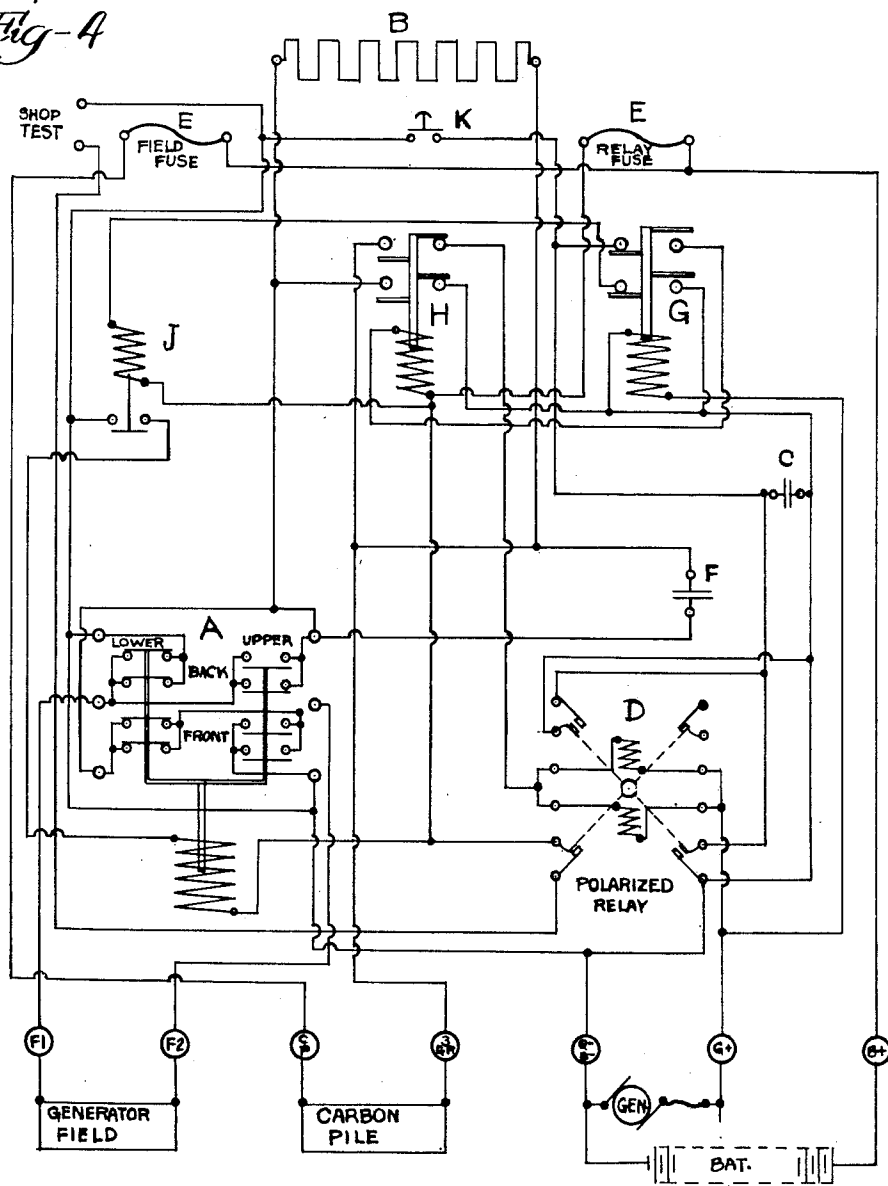 Fig-4
B
SHOP
TEST
E
FIELD
FUSE
K
E
RELAY
FUSE
J
H
G
C
F
A
LOWER
UPPER
BACK
FRONT
D
POLARIZED
RELAY
F1
F2
G+
B+
GENERATOR
FIELD
CARBON
PILE
GEN
BAT.